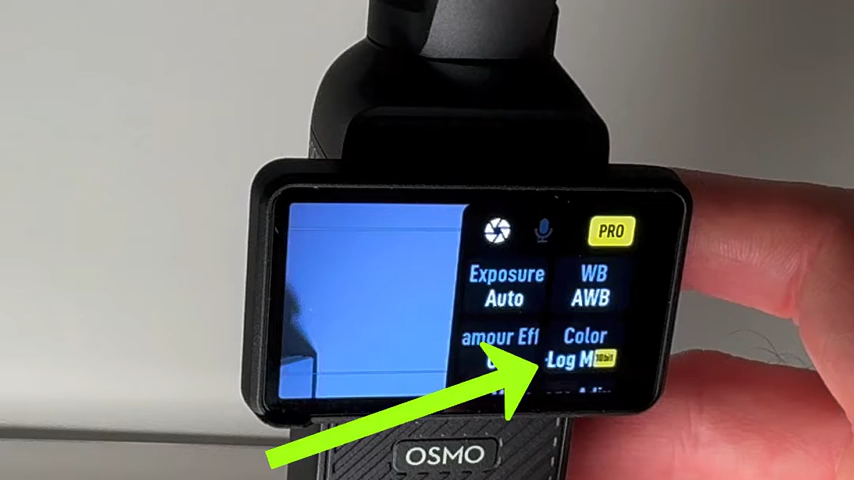 PRO
Exposure
Auto
WB
AWB
amour Eff
Color
-Log M 10bit
OSMO